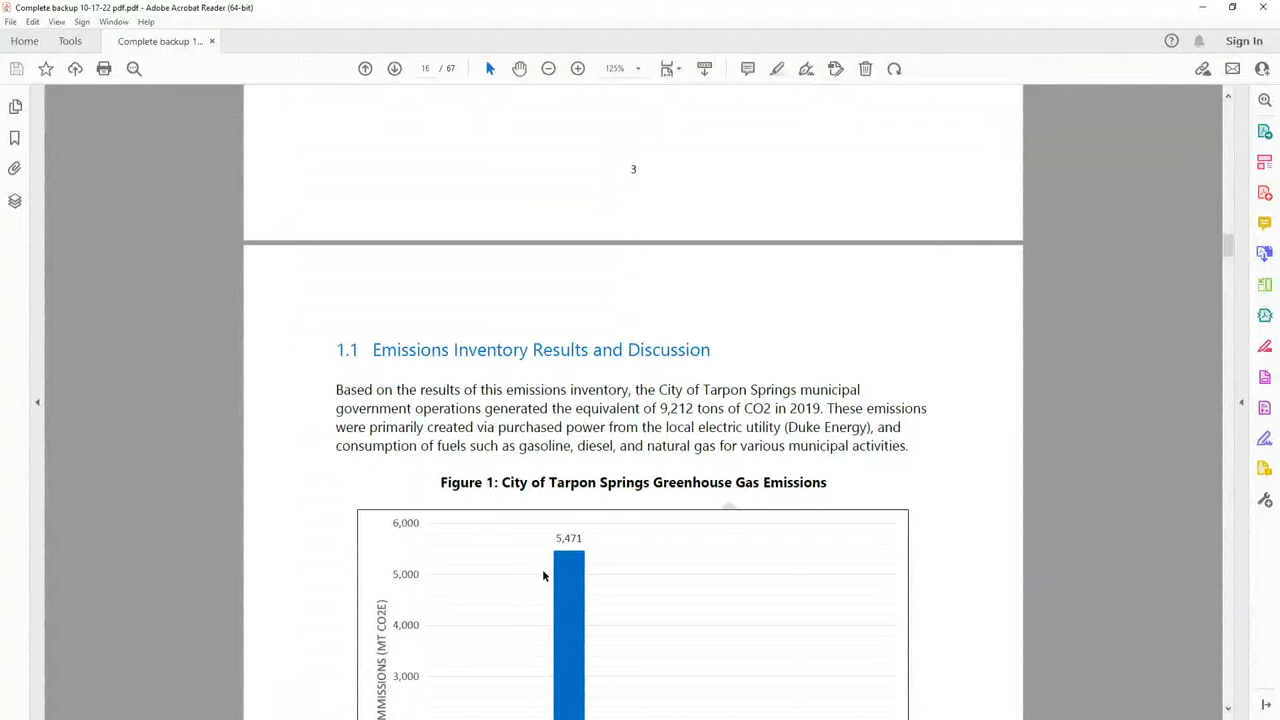 Complete backup 10-17-22 pdf.pdf - Adobe Acrobat Reader (64-bit)
File Edit View Sign Window Help
Home Tools Complete backup 1... × Sign In
16 / 67 125%
3
1.1 Emissions Inventory Results and Discussion
Based on the results of this emissions inventory, the City of Tarpon Springs municipal
government operations generated the equivalent of 9,212 tons of CO2 in 2019. These emissions
were primarily created via purchased power from the local electric utility (Duke Energy), and
consumption of fuels such as gasoline, diesel, and natural gas for various municipal activities.
Figure 1: City of Tarpon Springs Greenhouse Gas Emissions
6,000
5,471
5,000
4,000
3,000
EMMISSIONS (MT CO2E)